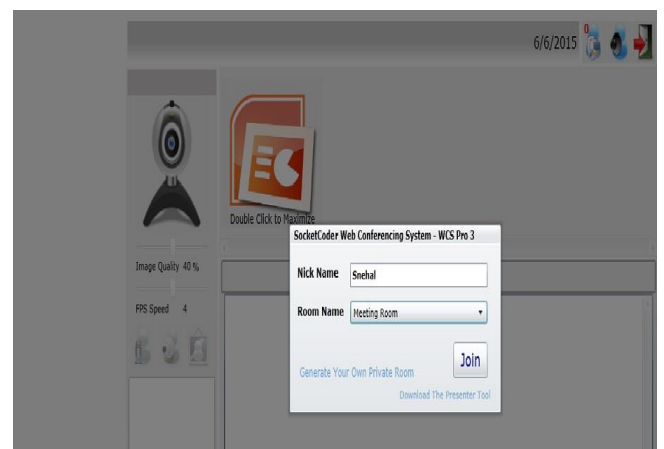 6/6/2015
0
Double Click to Maximize
Image Quality 40 %
FPS Speed 4
SocketCoder Web Conferencing System - WCS Pro 3
Nick Name Snehal
Room Name Meeting Room
Join
Generate Your Own Private Room
Download The Presenter Tool